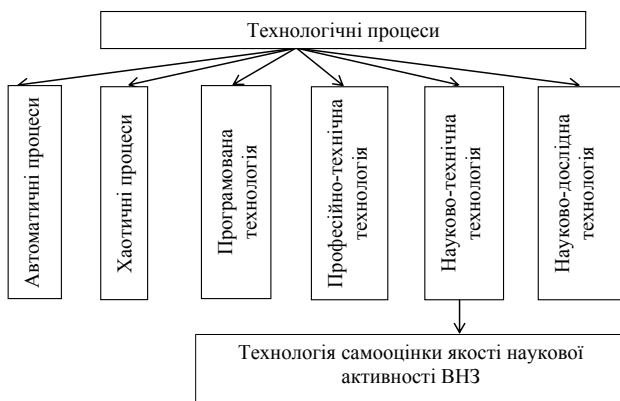 Технологічні процеси
Автоматичні процеси
Хаотичні процеси
Програмована
технологія
Професійно-технічна
технологія
Науково-технічна
технологія
Науково-дослідна
технологія
Технологія самооцінки якості наукової
активності ВНЗ